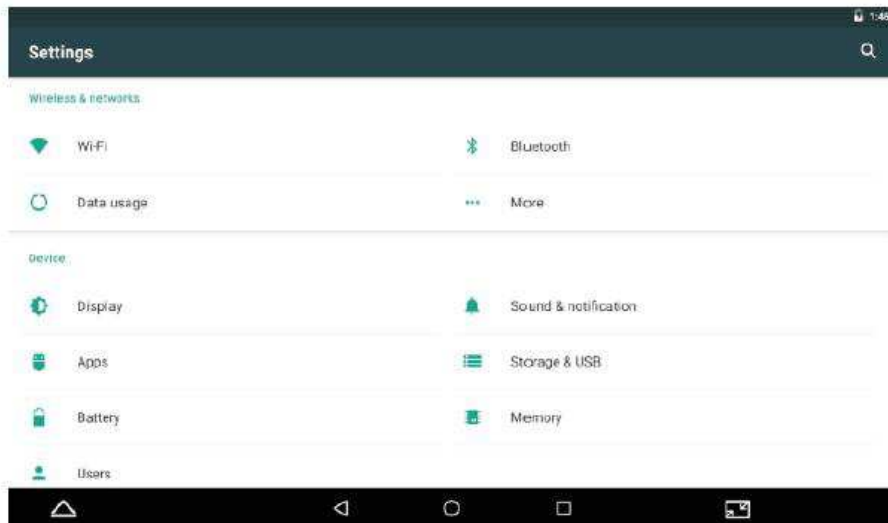 1:48
Settings
Wireless & networks
Wi-Fi
Bluetooth
Data usage
More
Device
Display
Sound & notification
Apps
Storage & USB
Battery
Memory
Users